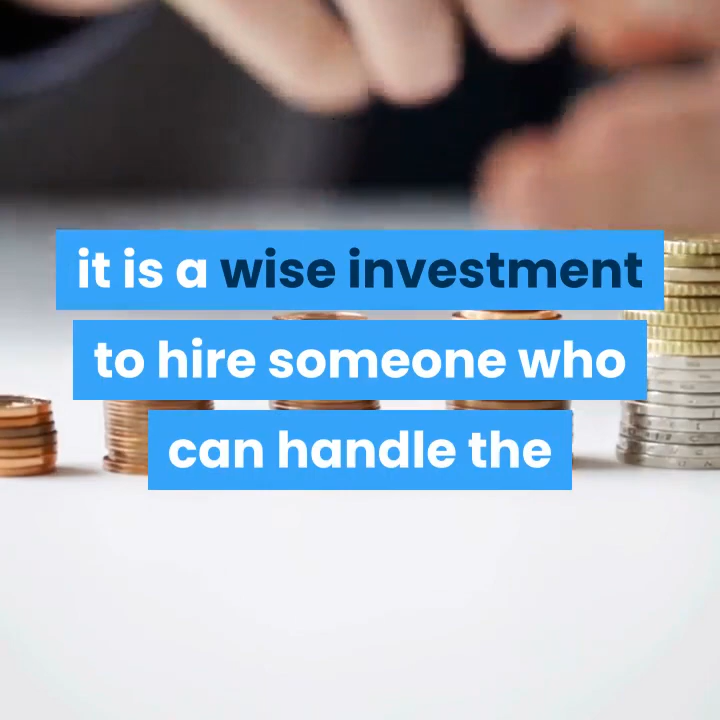 it is a wise investment
to hire someone who
can handle the